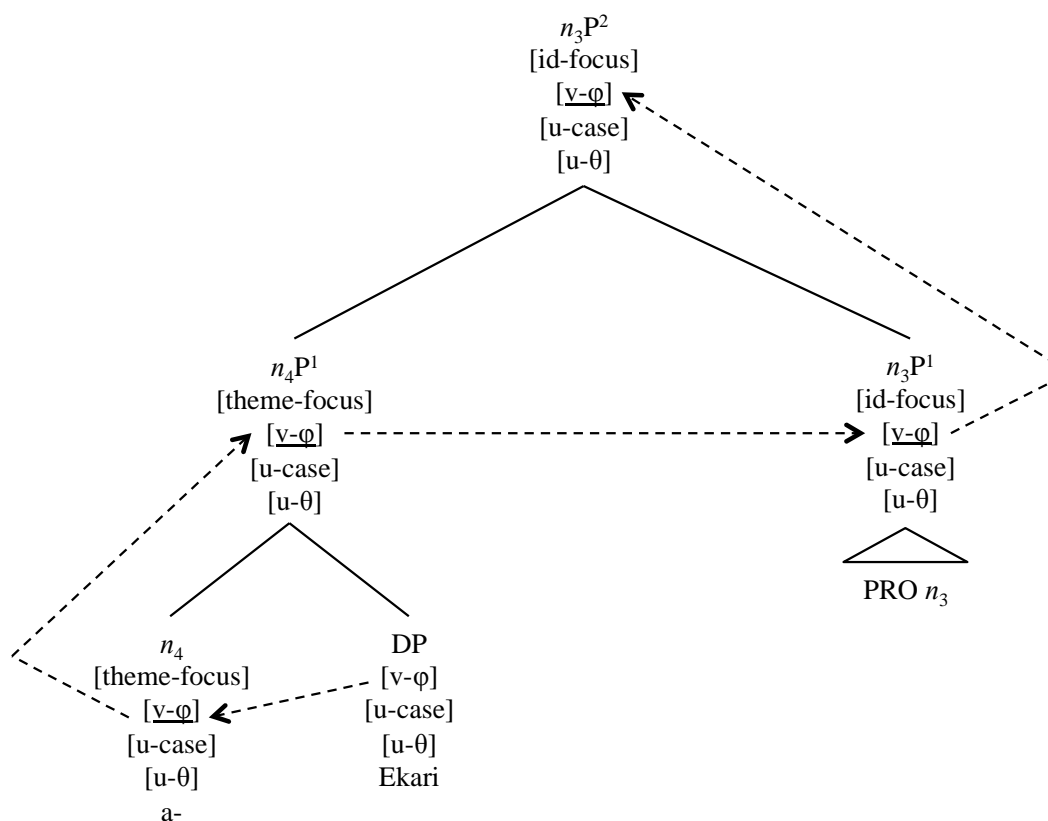 n₃P²
[id-focus]
[v-φ]
[u-case]
[u-θ]
n₄P¹
[theme-focus]
[v-φ]
[u-case]
[u-θ]
n₃P¹
[id-focus]
[v-φ]
[u-case]
[u-θ]
PRO n₃
n₄
[theme-focus]
[v-φ]
[u-case]
[u-θ]
a-
DP
[v-φ]
[u-case]
[u-θ]
Ekari